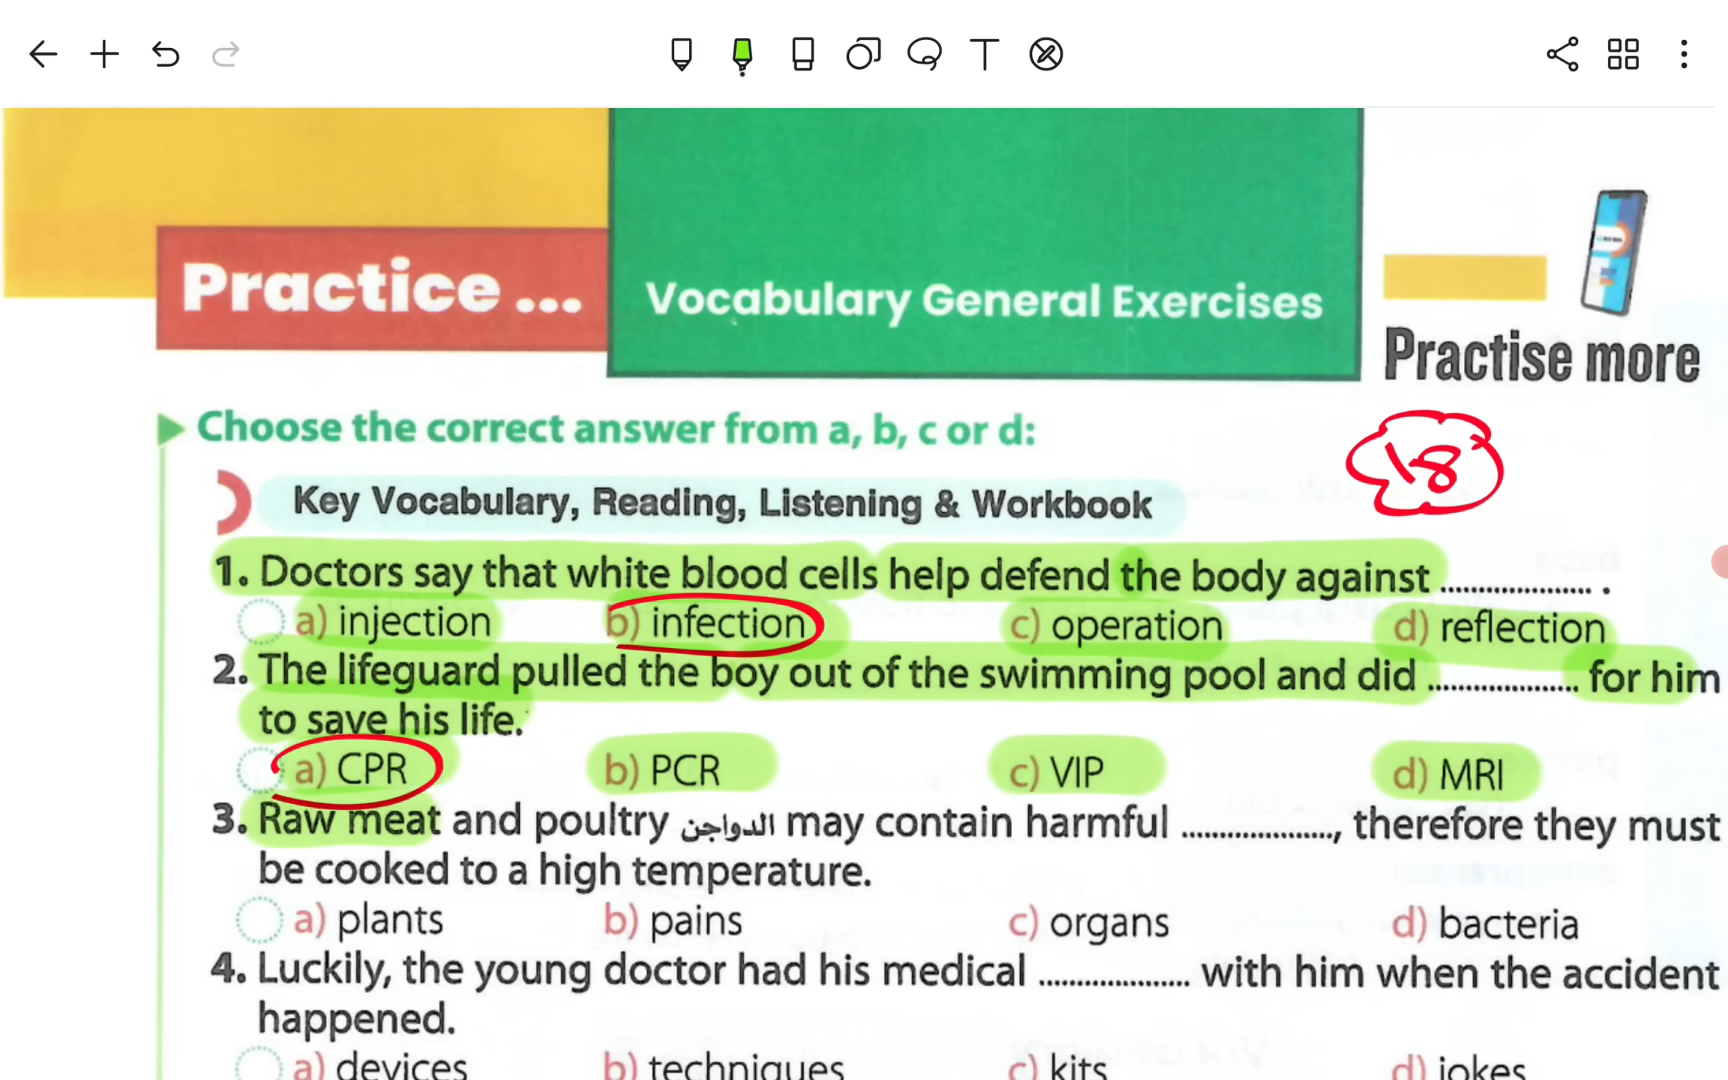 Practice ...
Vocabulary General Exercises
Practise more
Choose the correct answer from a, b, c or d:
18
Key Vocabulary, Reading, Listening & Workbook
1. Doctors say that white blood cells help defend the body against .................... .
a) injection b) infection c) operation d) reflection
2. The lifeguard pulled the boy out of the swimming pool and did .................... for him
to save his life.
a) CPR b) PCR c) VIP d) MRI
3. Raw meat and poultry الدواجن may contain harmful ...................., therefore they must
be cooked to a high temperature.
a) plants b) pains c) organs d) bacteria
4. Luckily, the young doctor had his medical .................... with him when the accident
happened.
a) devices b) techniques c) kits d) jokes